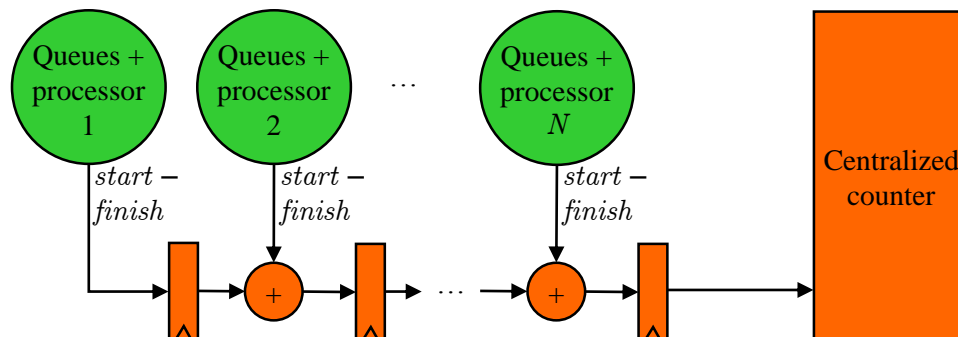 Queues +
processor
1
Queues +
processor
2
...
Queues +
processor
N
Centralized
counter
start –
finish
start –
finish
start –
finish
+
...
+